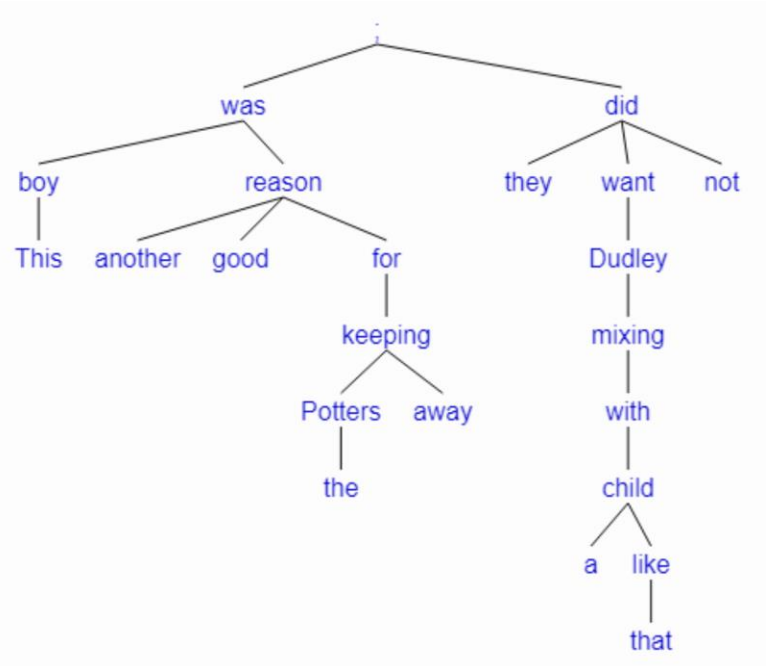 ;
was did
boy reason they want not
This another good for Dudley
keeping mixing
Potters away with
the child
a like
that